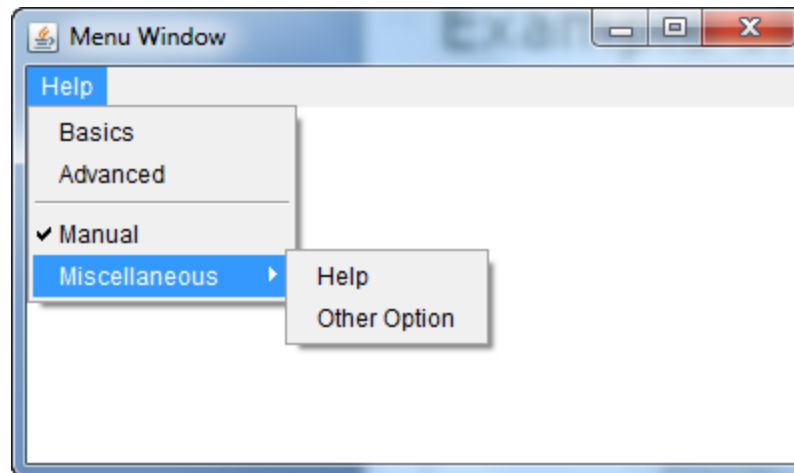 Menu Window
Help
Basics
Advanced
Manual
Miscellaneous
Help
Other Option